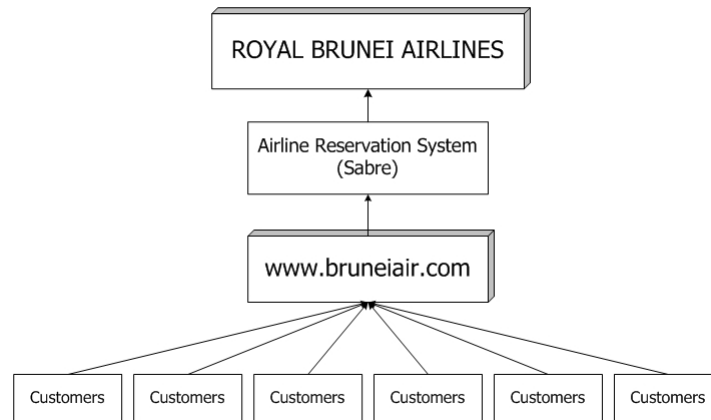 ROYAL BRUNEI AIRLINES
Airline Reservation System
(Sabre)
www.bruneiair.com
Customers
Customers
Customers
Customers
Customers
Customers